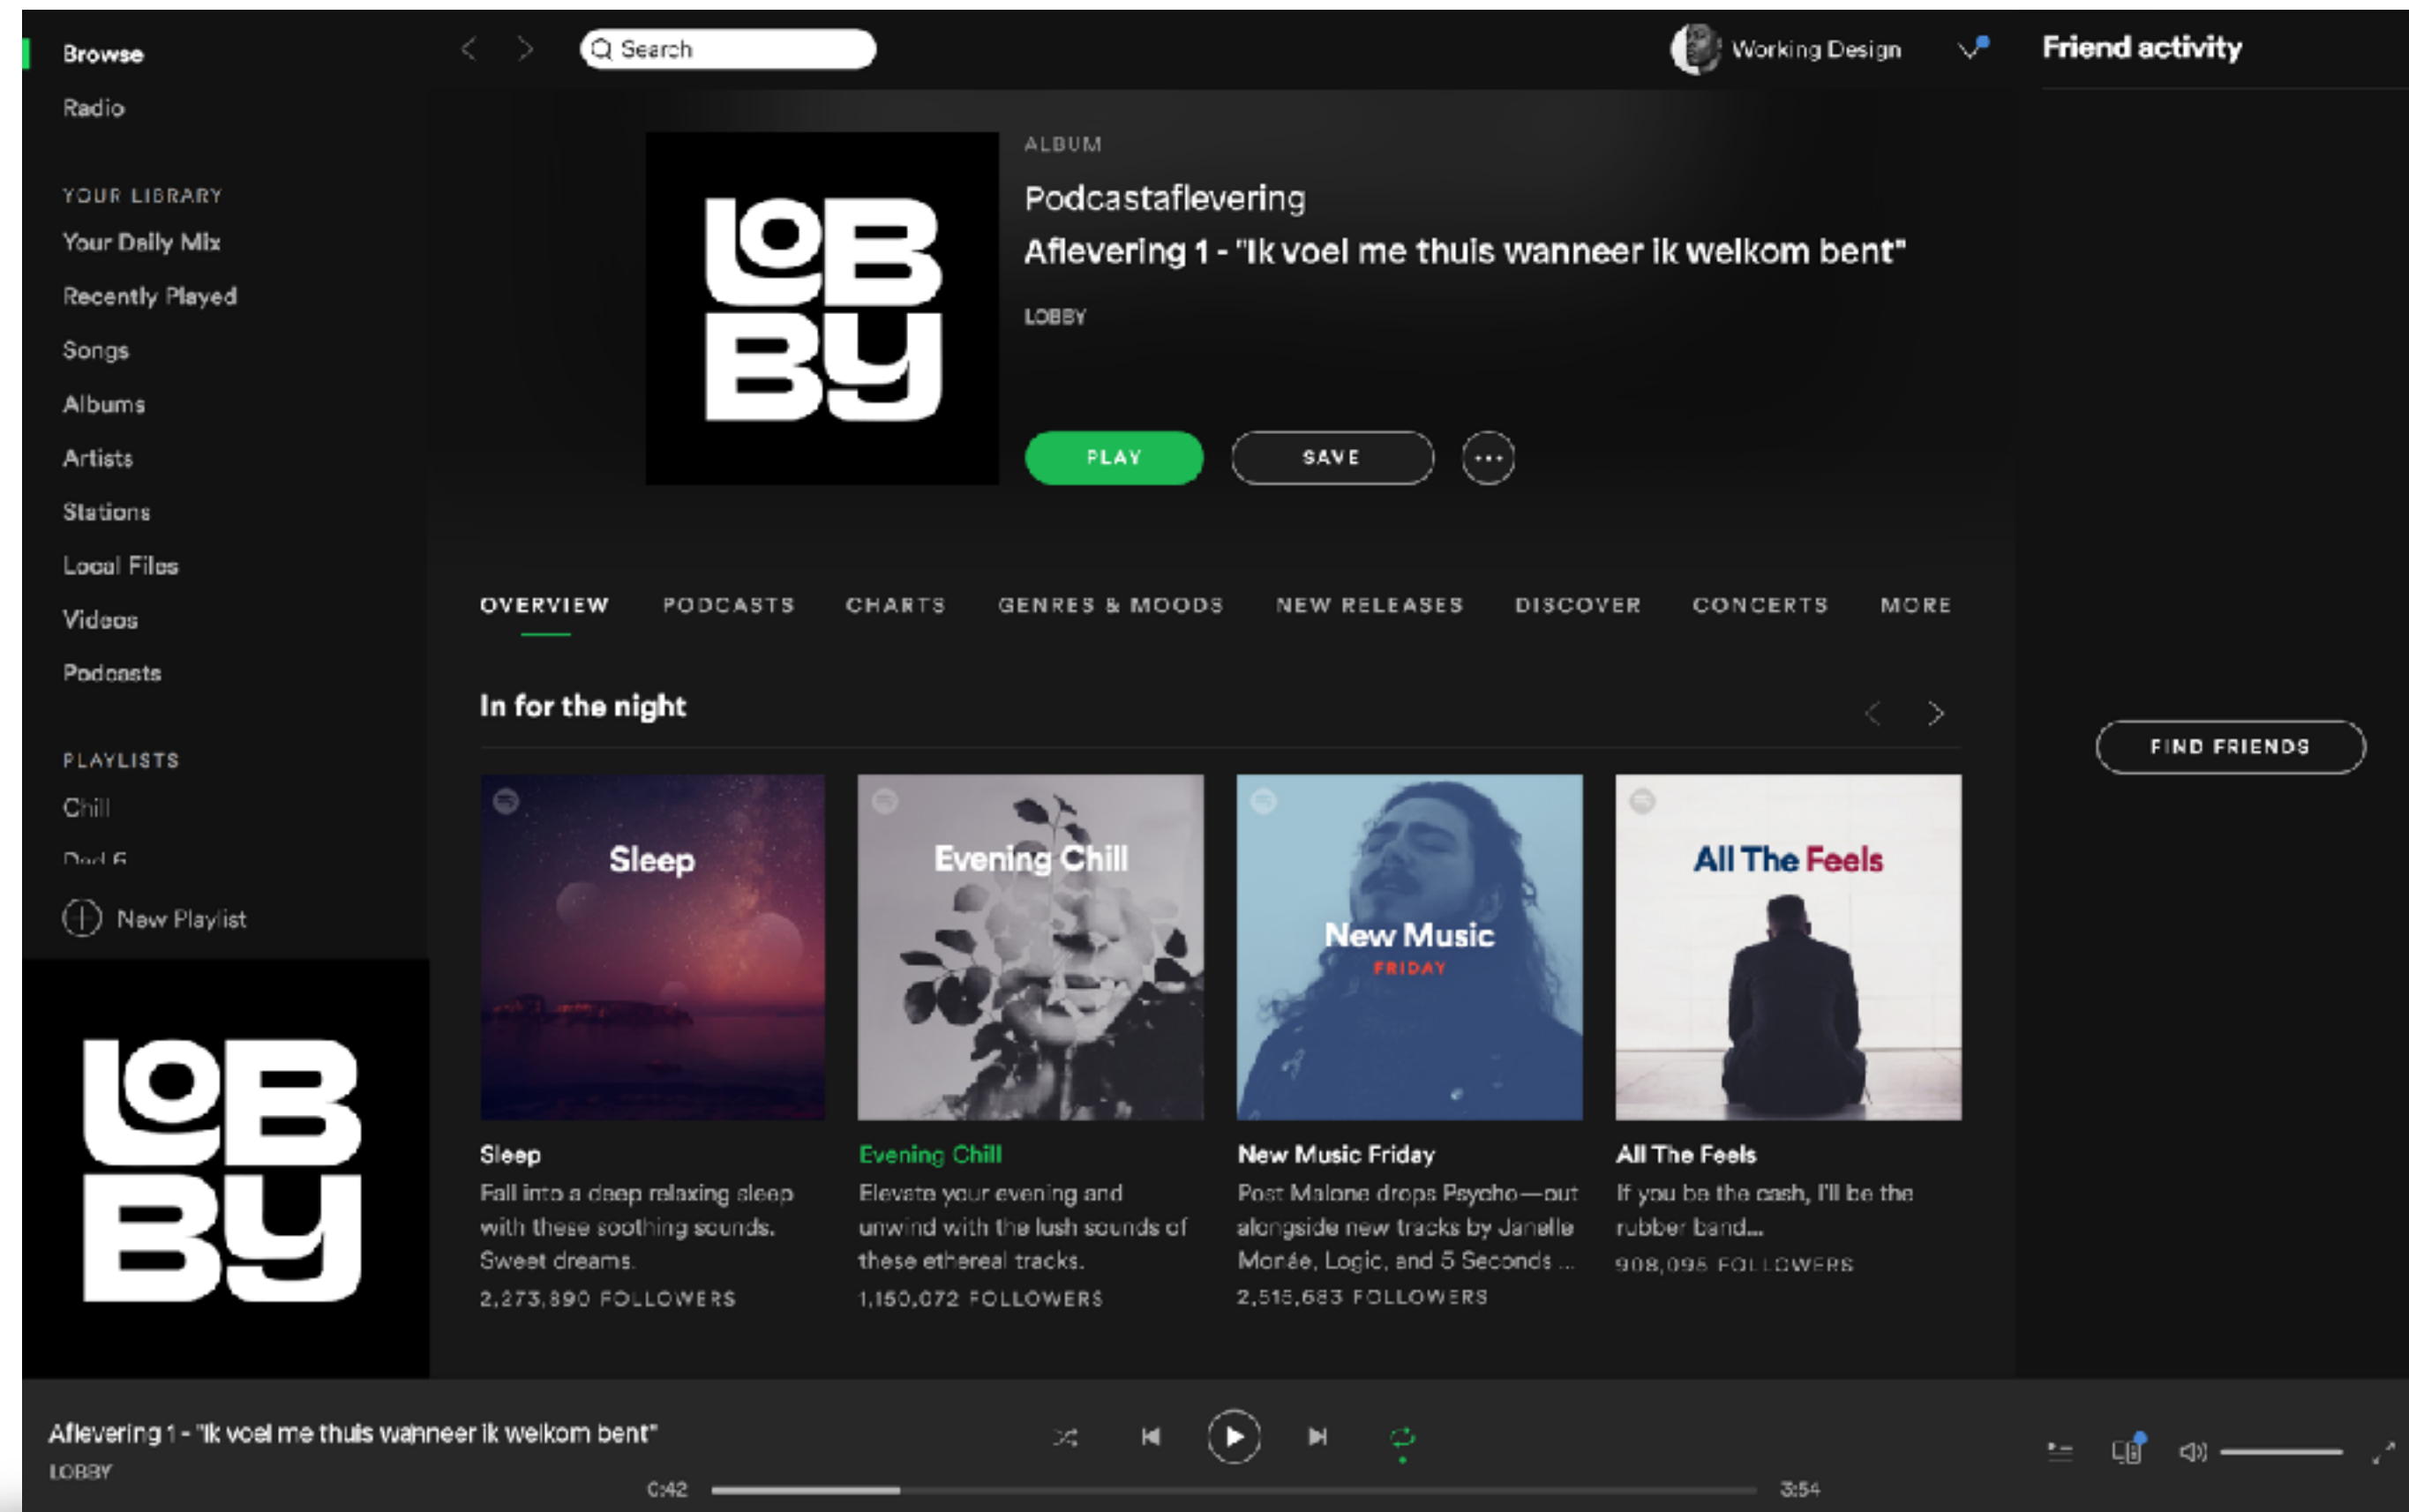 Browse
Radio
YOUR LIBRARY
Your Daily Mix
Recently Played
Songs
Albums
Artists
Stations
Local Files
Videos
Podcasts
PLAYLISTS
Chill
New Playlist
LOB
BY
Search
Working Design
ALBUM
Podcastaflevering
Aflevering 1 - "Ik voel me thuis wanneer ik welkom bent"
LOBBY
LOB
BY
PLAY
SAVE
OVERVIEW PODCASTS CHARTS GENRES & MOODS NEW RELEASES DISCOVER CONCERTS MORE
In for the night
Sleep
Evening Chill
New Music
FRIDAY
All The Feels
Sleep
Fall into a deep relaxing sleep
with these soothing sounds.
Sweet dreams.
2,273,890 FOLLOWERS
Evening Chill
Elevate your evening and
unwind with the lush sounds of
these ethereal tracks.
1,150,072 FOLLOWERS
New Music Friday
Post Malone drops Psycho—out
alongside new tracks by Janelle
Monáe, Logic, and 5 Seconds ...
2,515,683 FOLLOWERS
All The Feels
If you be the cash, I'll be the
rubber band...
908,095 FOLLOWERS
Friend activity
FIND FRIENDS
Aflevering 1 - "Ik voel me thuis wanneer ik welkom bent"
LOBBY
0:42
3:54